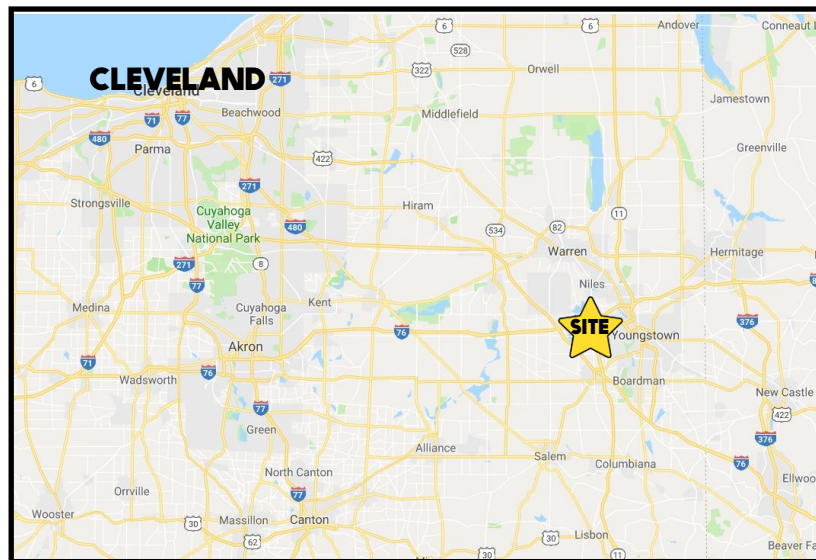 6
6
Andover
Conneaut L
528
CLEVELAND
271
322
Orwell
6
Cleveland
Jamestown
71
77
Beachwood
Middlefield
480
Parma
422
Greenville
271
Strongsville
Cuyahoga
Valley
National Park
Hiram
11
480
534
82
8
271
Warren
Hermitage
77
Niles
Medina
Cuyahoga
Falls
Kent
376
SITE
76
Youngstown
Akron
71
76
Wadsworth
Boardman
77
New Castle
422
Green
376
Alliance
Salem
Columbiana
76
North Canton
Ellwoo
77
Orrville
Wooster
30
Massillon
Canton
30
Lisbon
62
30
11
Beaver Fa